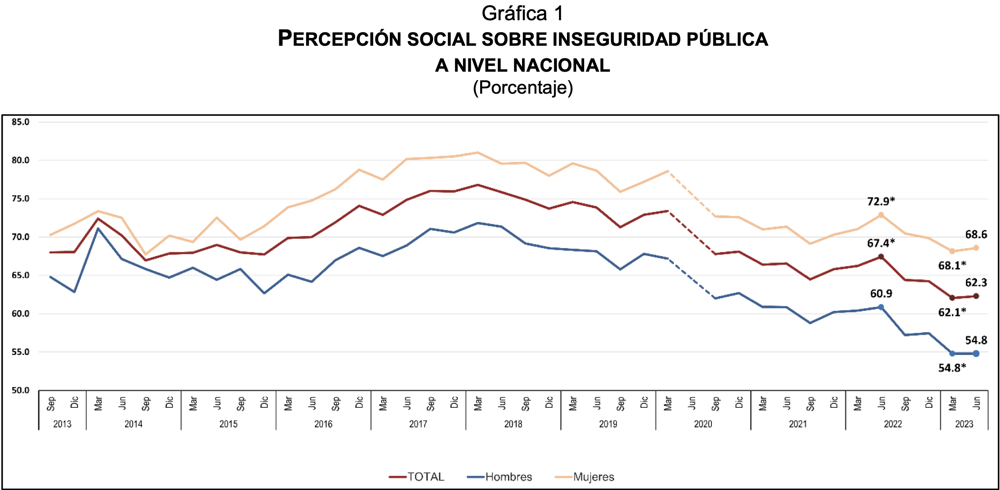 Gráfica 1
PERCEPCIÓN SOCIAL SOBRE INSEGURIDAD PÚBLICA
A NIVEL NACIONAL
(Porcentaje)
85.0
80.0
75.0
70.0
65.0
60.0
55.0
50.0
72.9*
67.4*
60.9
68.6
68.1*
62.3
62.1*
54.8
54.8*
Sep Dic Mar Jun Sep Dic Mar Jun Sep Dic Mar Jun Sep Dic Mar Jun Sep Dic Mar Jun Sep Dic Mar Jun Sep Dic Mar Jun Sep Dic Mar Jun Sep Dic Mar Jun Sep Dic Mar Jun
2013 2014 2015 2016 2017 2018 2019 2020 2021 2022 2023
TOTAL Hombres Mujeres